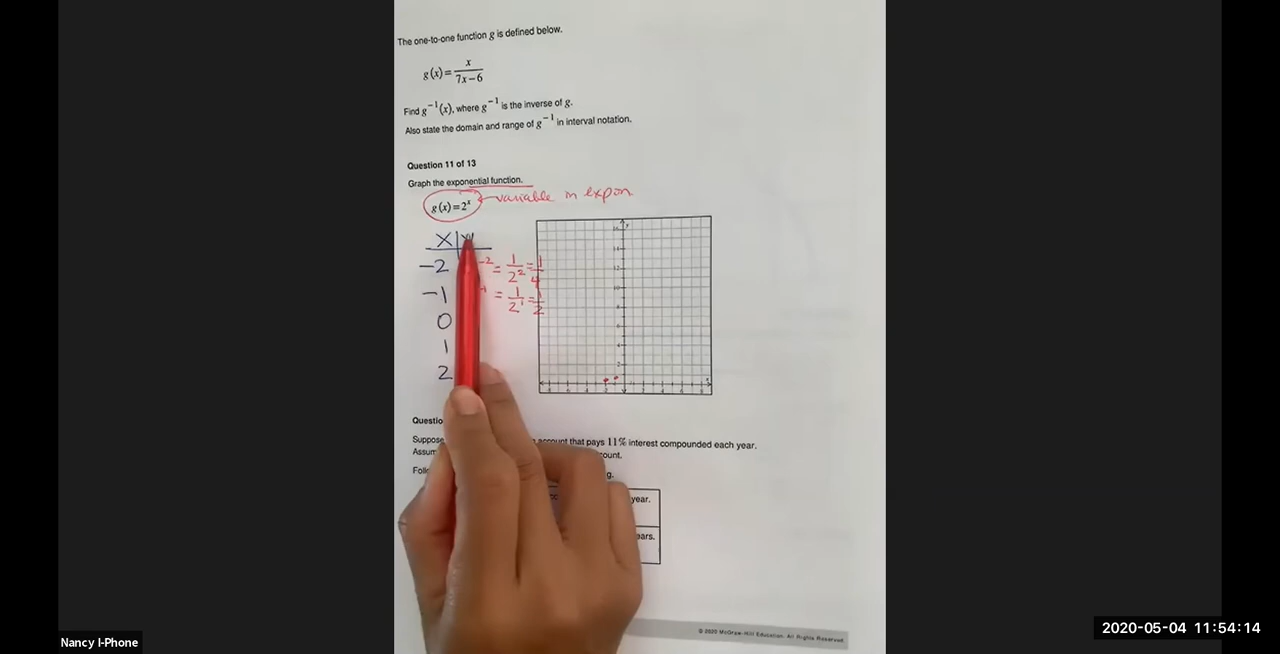 The one-to-one function g is defined below.
g(x) = x / 7x−6
Find g⁻¹(x), where g⁻¹ is the inverse of g.
Also state the domain and range of g⁻¹ in interval notation.
Question 11 of 13
Graph the exponential function.
g(x) = 2ˣ ← variable in expon
X | y
−2 ⁻² = 1/2² = 1/4
−1 ⁻¹ = 1/2¹ = 1/2
0
1
2
Suppose account that pays 11% interest compounded each year.
g.
year.
© 2020 McGraw-Hill Education. All Rights Reserved.
Nancy I-Phone
2020-05-04 11:54:14